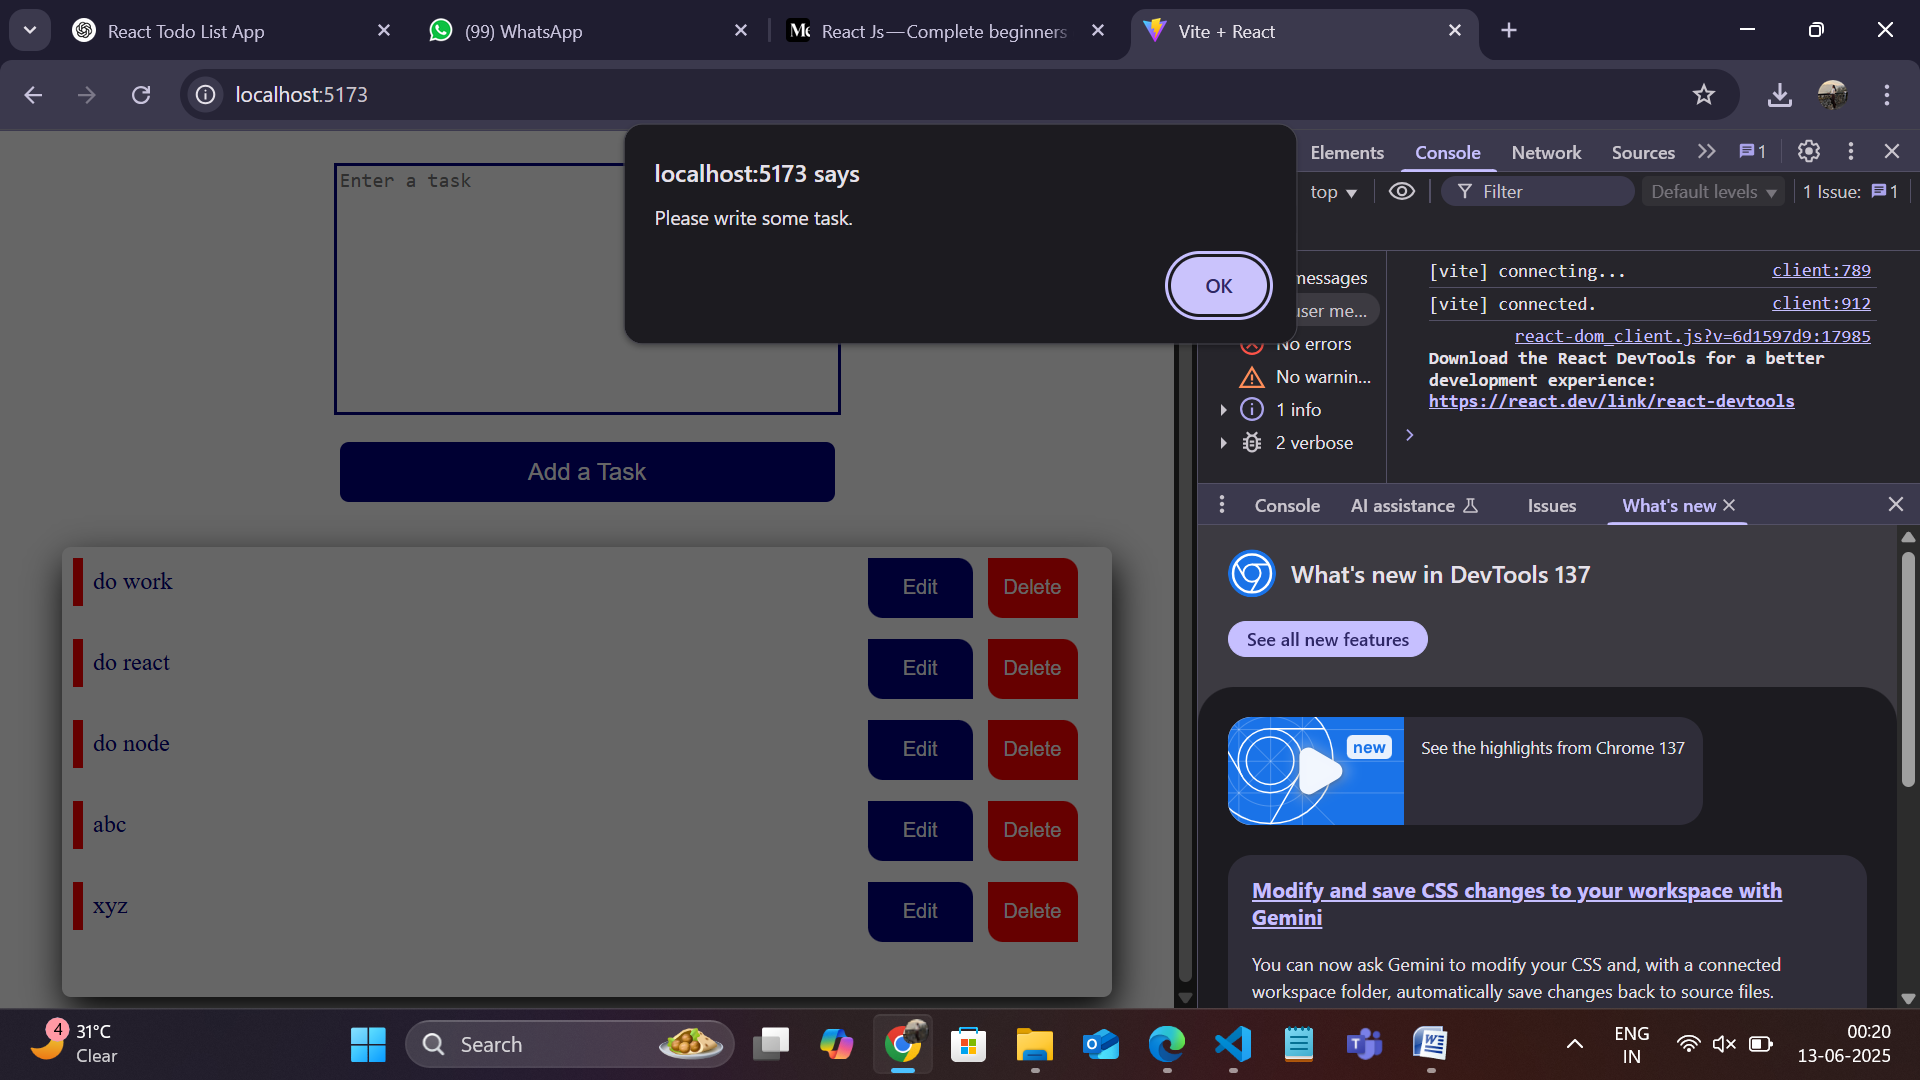 React Todo List App
(99) WhatsApp
React Js — Complete beginners
Vite + React
localhost:5173
Enter a task
localhost:5173 says
Please write some task.
OK
Add a Task
do work
Edit
Delete
do react
Edit
Delete
do node
Edit
Delete
abc
Edit
Delete
xyz
Edit
Delete
Elements
Console
Network
Sources
1
top
Filter
Default levels
1 Issue:
1
messages
user me...
No errors
No warnin...
1 info
2 verbose
[vite] connecting...
client:789
[vite] connected.
client:912
react-dom_client.js?v=6d1597d9:17985
Download the React DevTools for a better
development experience:
https://react.dev/link/react-devtools
Console
AI assistance
Issues
What's new
What's new in DevTools 137
See all new features
new
See the highlights from Chrome 137
Modify and save CSS changes to your workspace with
Gemini
You can now ask Gemini to modify your CSS and, with a connected
workspace folder, automatically save changes back to source files.
4
31°C
Clear
Search
ENG
IN
00:20
13-06-2025